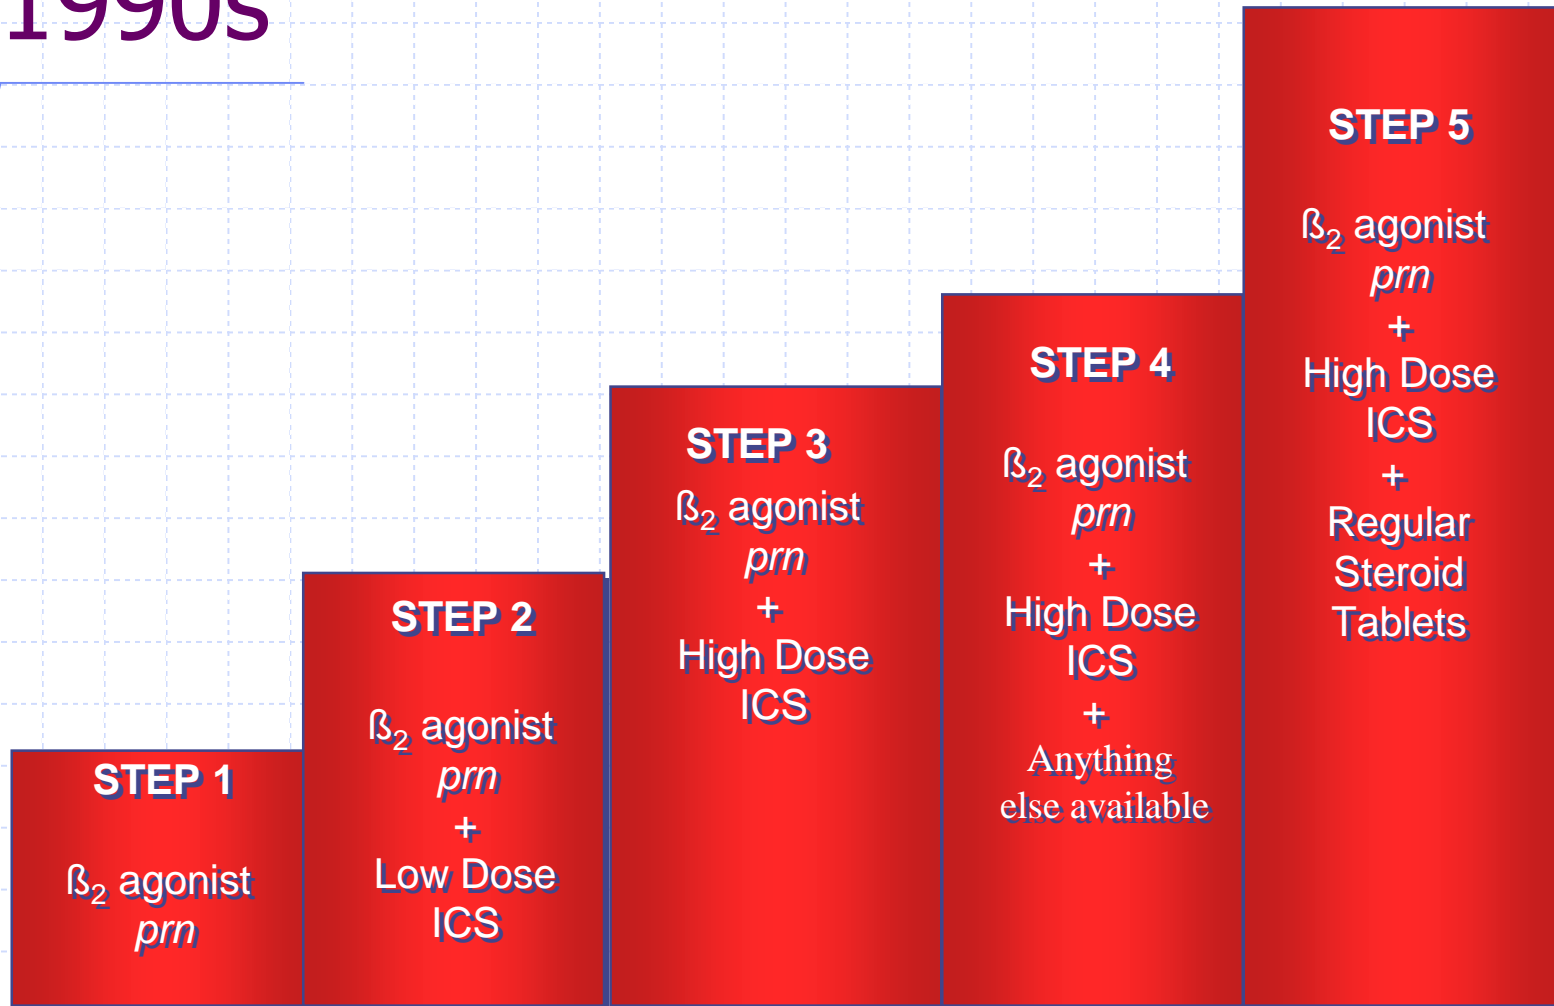 1990s
STEP 1
ß₂ agonist
prn
STEP 2
ß₂ agonist
prn
+
Low Dose
ICS
STEP 3
ß₂ agonist
prn
+
High Dose
ICS
STEP 4
ß₂ agonist
prn
+
High Dose
ICS
+
Anything
else available
STEP 5
ß₂ agonist
prn
+
High Dose
ICS
+
Regular
Steroid
Tablets